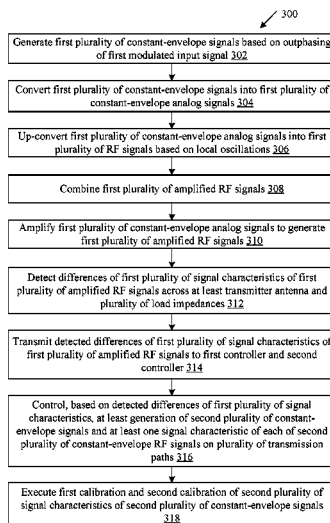 300
Generate first plurality of constant-envelope signals based on outphasing
of first modulated input signal 302
Convert first plurality of constant-envelope signals into first plurality of
constant-envelope analog signals 304
Up-convert first plurality of constant-envelope analog signals into first
plurality of RF signals based on local oscillations 306
Combine first plurality of amplified RF signals 308
Amplify first plurality of constant-envelope analog signals to generate
first plurality of amplified RF signals 310
Detect differences of first plurality of signal characteristics of first
plurality of amplified RF signals across at least transmitter antenna and
plurality of load impedances 312
Transmit detected differences of first plurality of signal characteristics of
first plurality of amplified RF signals to first controller and second
controller 314
Control, based on detected differences of first plurality of signal
characteristics, at least generation of second plurality of constant-
envelope signals and at least one signal characteristic of each of second
plurality of constant-envelope RF signals on plurality of transmission
paths 316
Execute first calibration and second calibration of second plurality of
signal characteristics of second plurality of constant-envelope signals
318